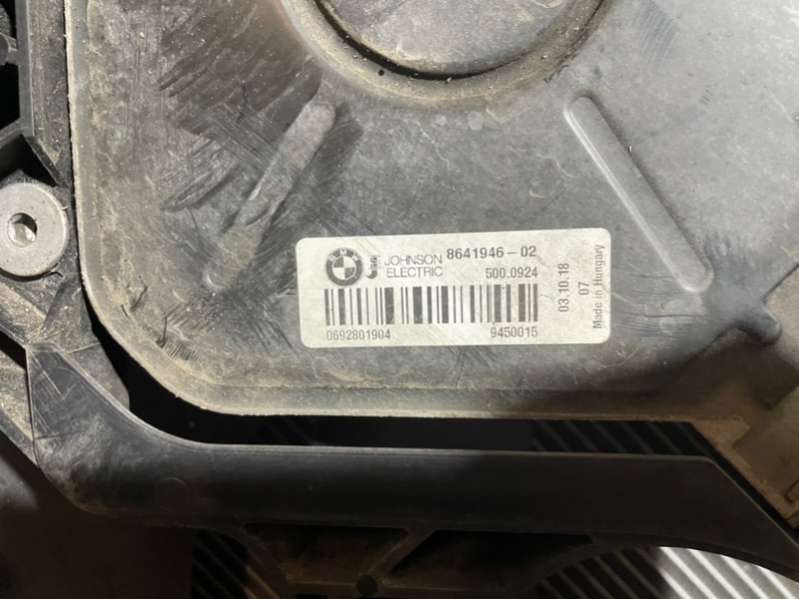 BMW
JOHNSON ELECTRIC
8641946-02
500.0924
0692801904
9450015
03.10.18
07
Made in Hungary